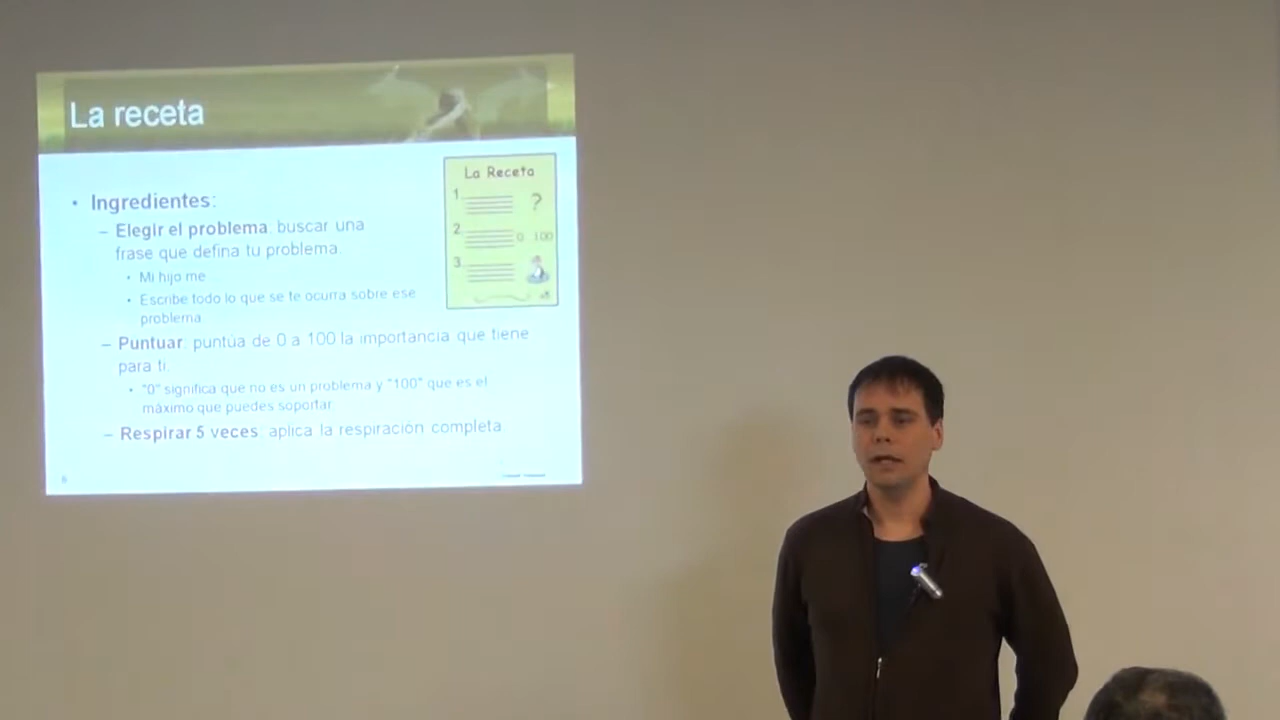 La receta
• Ingredientes:
– Elegir el problema: buscar una
frase que defina tu problema.
• Mi hijo me
• Escribe todo lo que se te ocurra sobre ese
problema.
– Puntuar: puntúa de 0 a 100 la importancia que tiene
para ti.
• "0" significa que no es un problema y "100" que es el
máximo que puedes soportar
– Respirar 5 veces: aplica la respiración completa.
La Receta
1
?
2
0 100
3